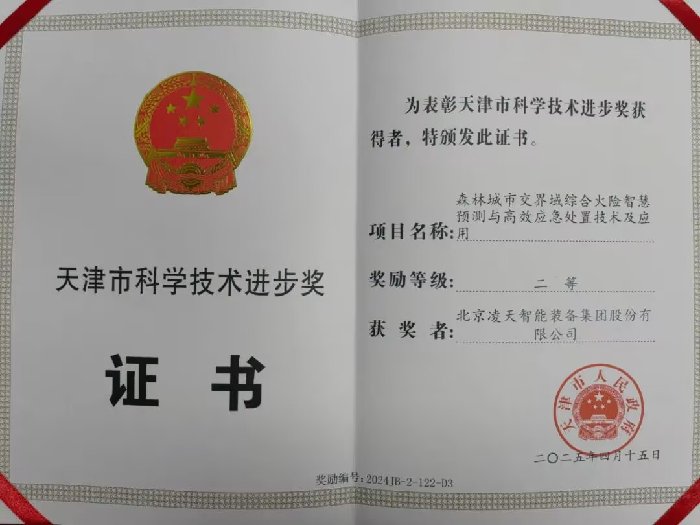 天津市科学技术进步奖
证 书
为表彰天津市科学技术进步奖获
得者，特颁发此证书。
森林城市交界域综合火险智慧
预测与高效应急处置技术及应
项目名称:用
奖励等级: 二 等
北京凌天智能装备集团股份有
获 奖 者: 限公司
天津市人民政府
二〇二五年四月十五日
奖励编号:2024JB-2-122-D3